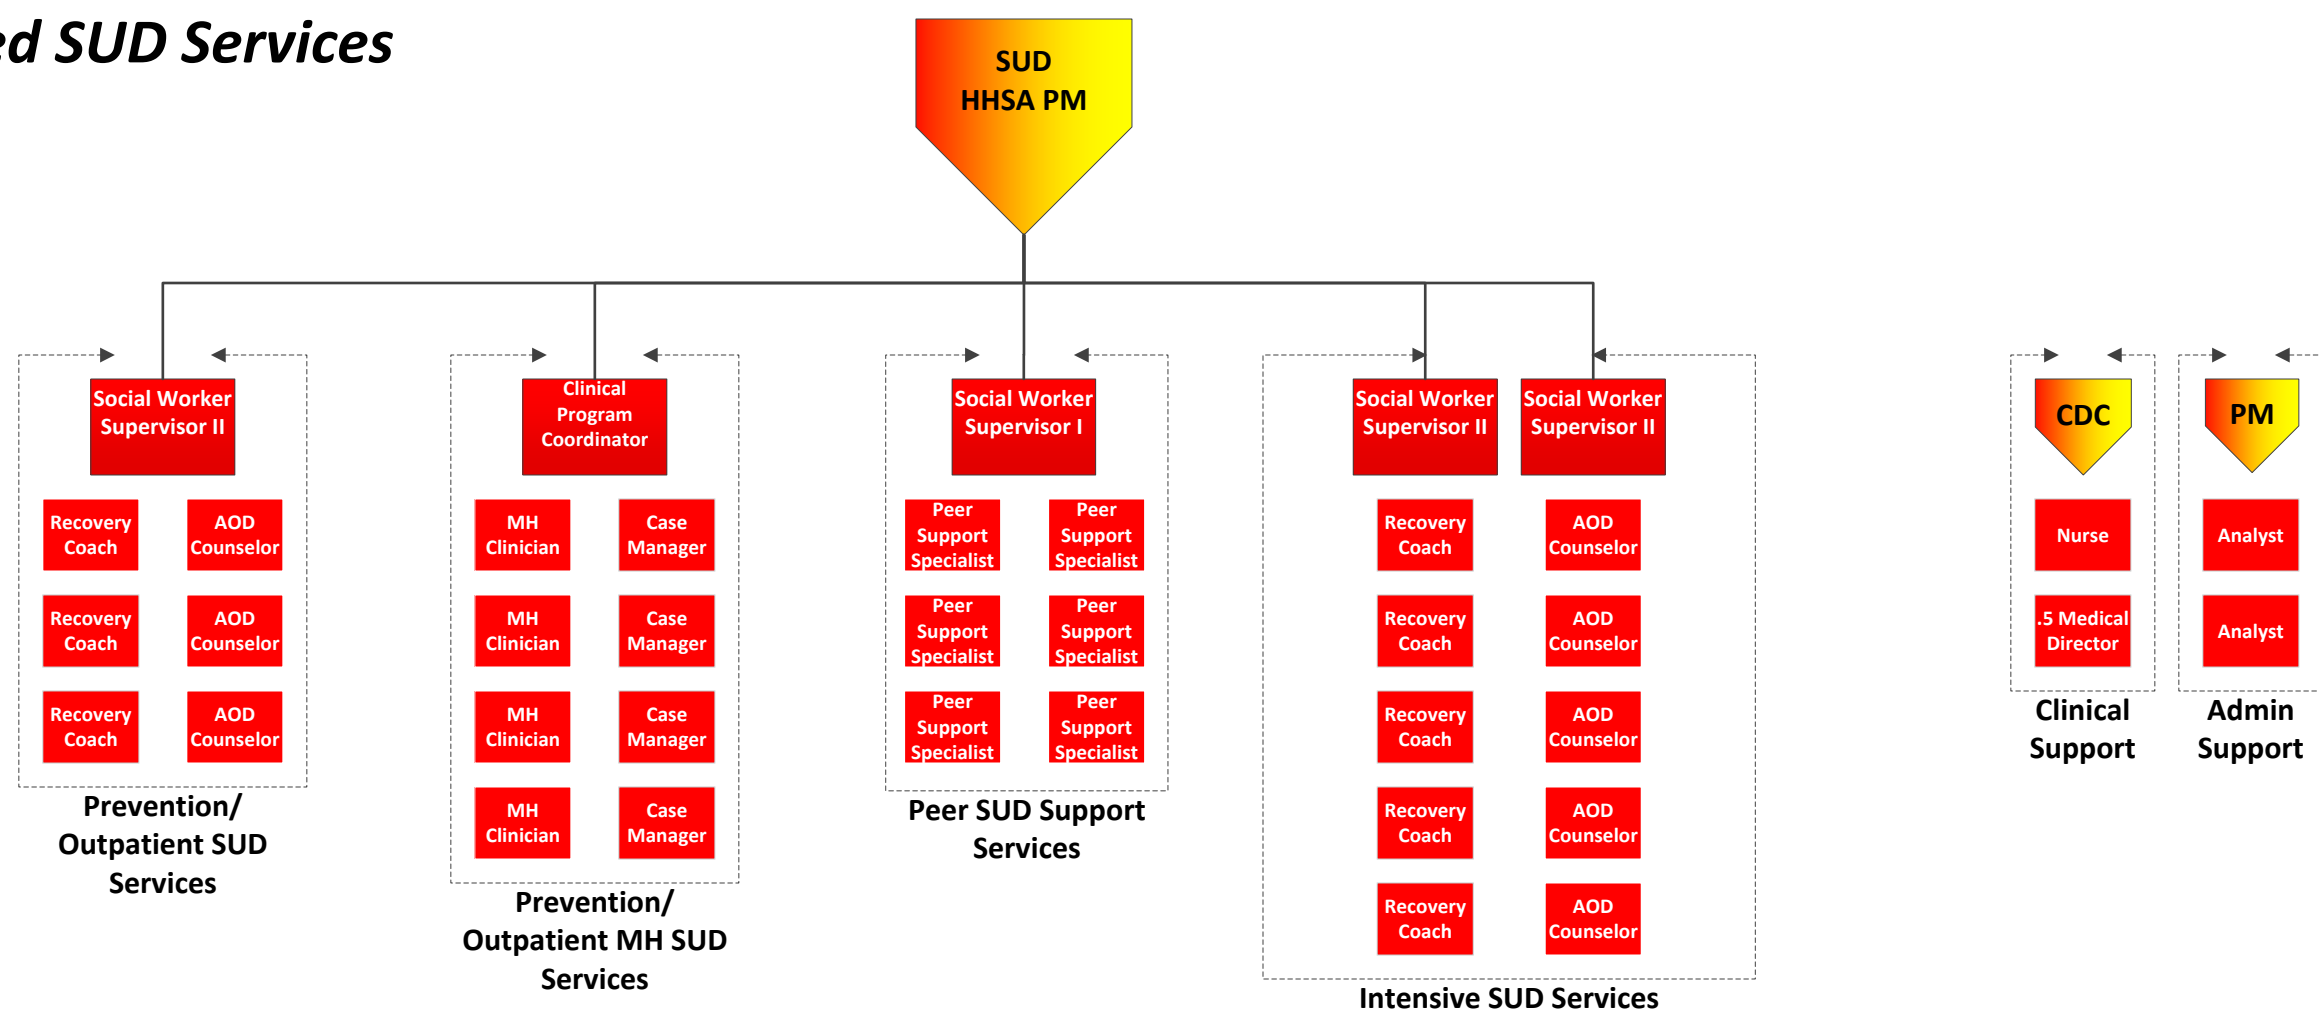 ed SUD Services
SUD
HHSA PM
Social Worker
Supervisor II
Recovery
Coach
AOD
Counselor
Recovery
Coach
AOD
Counselor
Recovery
Coach
AOD
Counselor
Prevention/
Outpatient SUD
Services
Clinical
Program
Coordinator
MH
Clinician
Case
Manager
MH
Clinician
Case
Manager
MH
Clinician
Case
Manager
MH
Clinician
Case
Manager
Prevention/
Outpatient MH SUD
Services
Social Worker
Supervisor I
Peer
Support
Specialist
Peer
Support
Specialist
Peer
Support
Specialist
Peer
Support
Specialist
Peer
Support
Specialist
Peer
Support
Specialist
Peer SUD Support
Services
Social Worker
Supervisor II
Social Worker
Supervisor II
Recovery
Coach
AOD
Counselor
Recovery
Coach
AOD
Counselor
Recovery
Coach
AOD
Counselor
Recovery
Coach
AOD
Counselor
Recovery
Coach
AOD
Counselor
Intensive SUD Services
CDC
Nurse
.5 Medical
Director
Clinical
Support
PM
Analyst
Analyst
Admin
Support